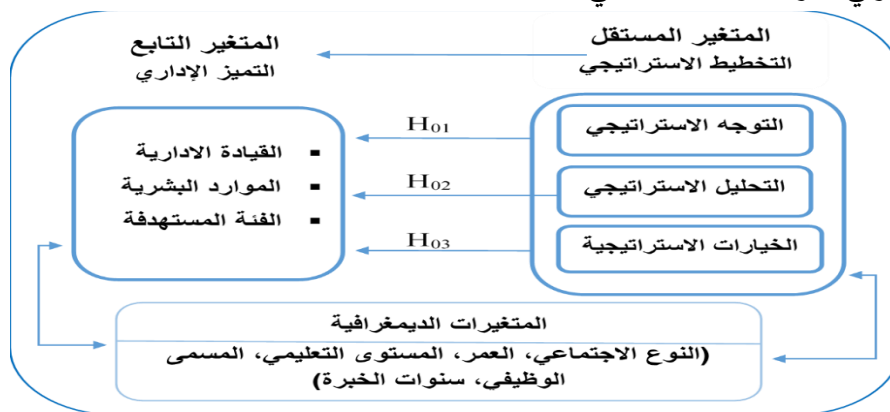 المتغير المستقل
التخطيط الاستراتيجي
المتغير التابع
التميز الإداري
التوجه الاستراتيجي
التحليل الاستراتيجي
الخيارات الاستراتيجية
H01
H02
H03
▪ القيادة الادارية
▪ الموارد البشرية
▪ الفئة المستهدفة
المتغيرات الديمغرافية
(النوع الاجتماعي، العمر، المستوى التعليمي، المسمى
الوظيفي، سنوات الخبرة)